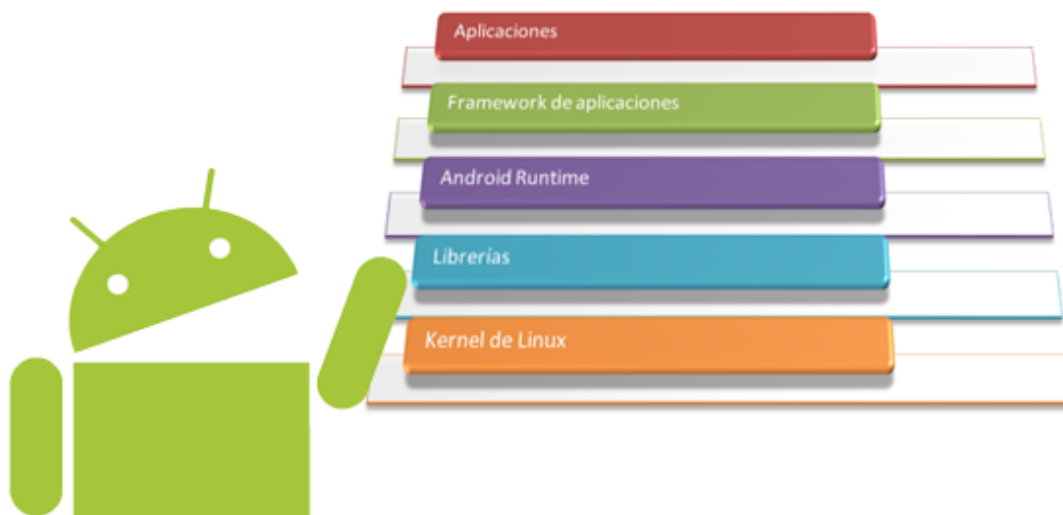 Aplicaciones
Framework de aplicaciones
Android Runtime
Librerías
Kernel de Linux